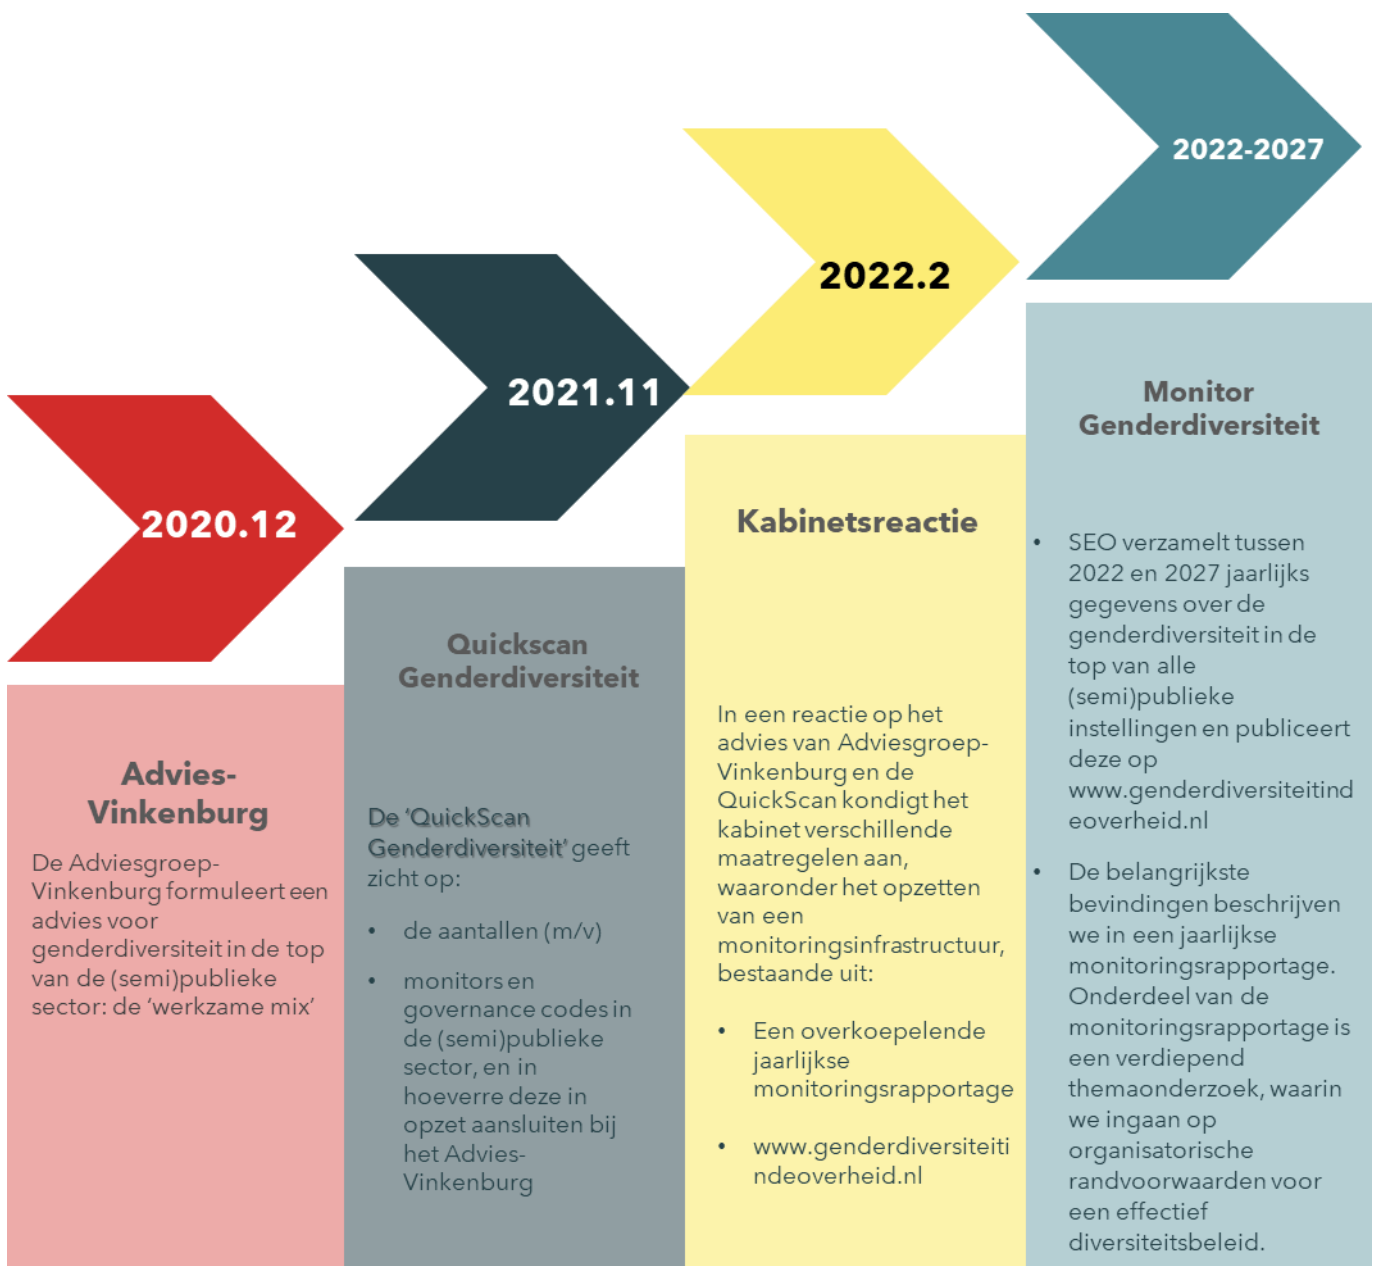 2020.12
Advies-
Vinkenburg
De Adviesgroep-
Vinkenburg formuleert een
advies voor
genderdiversiteit in de top
van de (semi)publieke
sector: de ‘werkzame mix’
2021.11
Quickscan
Genderdiversiteit
De ‘QuickScan
Genderdiversiteit’ geeft
zicht op:
• de aantallen (m/v)
• monitors en
governance codes in
de (semi)publieke
sector, en in
hoeverre deze in
opzet aansluiten bij
het Advies-
Vinkenburg
2022.2
Kabinetsreactie
In een reactie op het
advies van Adviesgroep-
Vinkenburg en de
QuickScan kondigt het
kabinet verschillende
maatregelen aan,
waaronder het opzetten
van een
monitoringsinfrastructuur,
bestaande uit:
• Een overkoepelende
jaarlijkse
monitoringsrapportage
• www.genderdiversiteiti
ndeoverheid.nl
2022-2027
Monitor
Genderdiversiteit
• SEO verzamelt tussen
2022 en 2027 jaarlijks
gegevens over de
genderdiversiteit in de
top van alle
(semi)publieke
instellingen en publiceert
deze op
www.genderdiversiteitind
eoverheid.nl
• De belangrijkste
bevindingen beschrijven
we in een jaarlijkse
monitoringsrapportage.
Onderdeel van de
monitoringsrapportage is
een verdiepend
themaonderzoek, waarin
we ingaan op
organisatorische
randvoorwaarden voor
een effectief
diversiteitsbeleid.